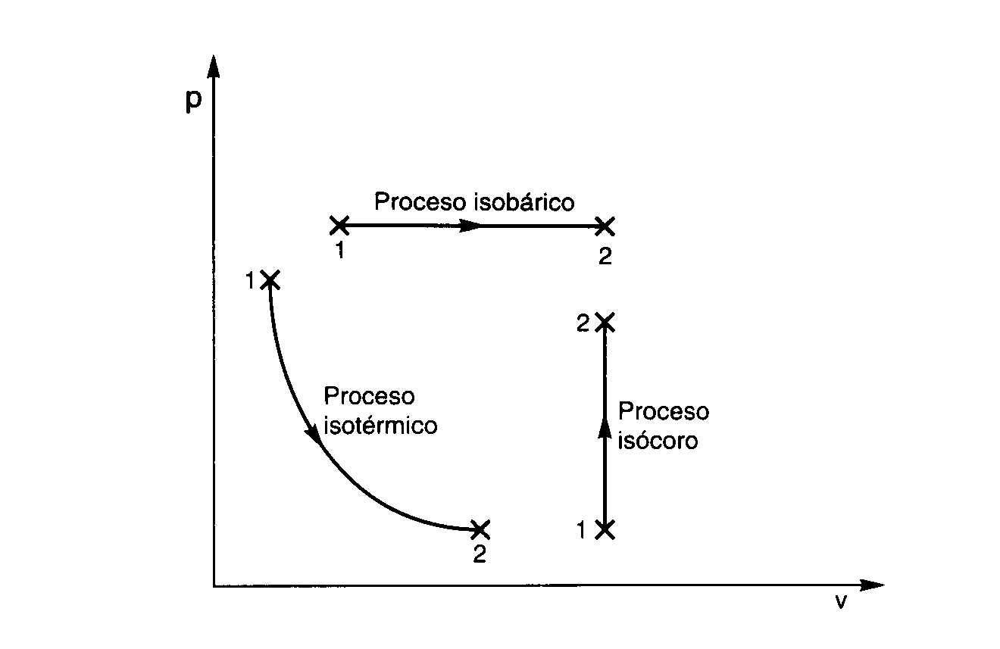 p
Proceso isobárico
1
2
1
2
Proceso
isotérmico
Proceso
isócoro
1
2
v